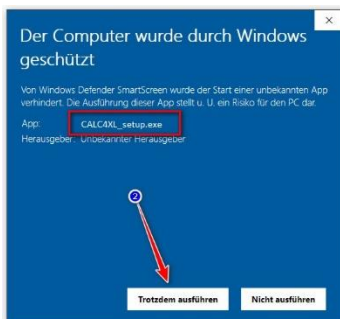 Der Computer wurde durch Windows
geschützt
Von Windows Defender SmartScreen wurde der Start einer unbekannten App
verhindert. Die Ausführung dieser App stellt u. U. ein Risiko für den PC dar.
App: CALC4XL_setup.exe
Herausgeber: Unbekannter Herausgeber
2
Trotzdem ausführen Nicht ausführen